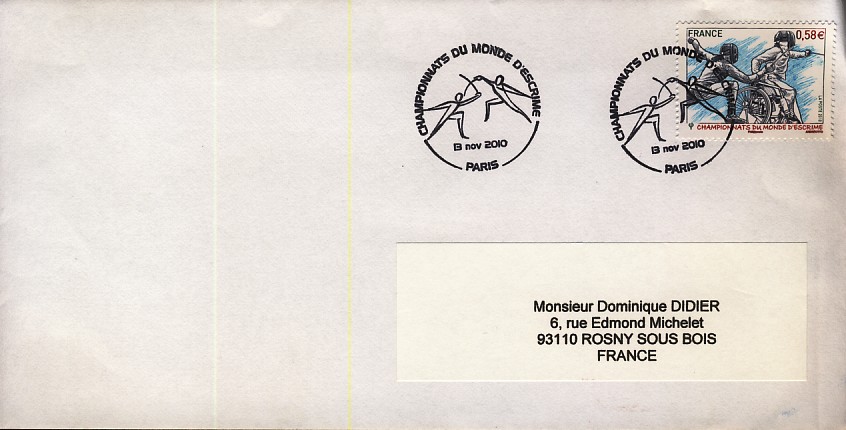 CHAMPIONNATS DU MONDE D'ESCRIME
13 nov 2010
PARIS
CHAMPIONNATS DU MONDE D'ESCRIME
13 nov 2010
PARIS
FRANCE 0,58€
CHAMPIONNATS DU MONDE D'ESCRIME
Monsieur Dominique DIDIER
6, rue Edmond Michelet
93110 ROSNY SOUS BOIS
FRANCE